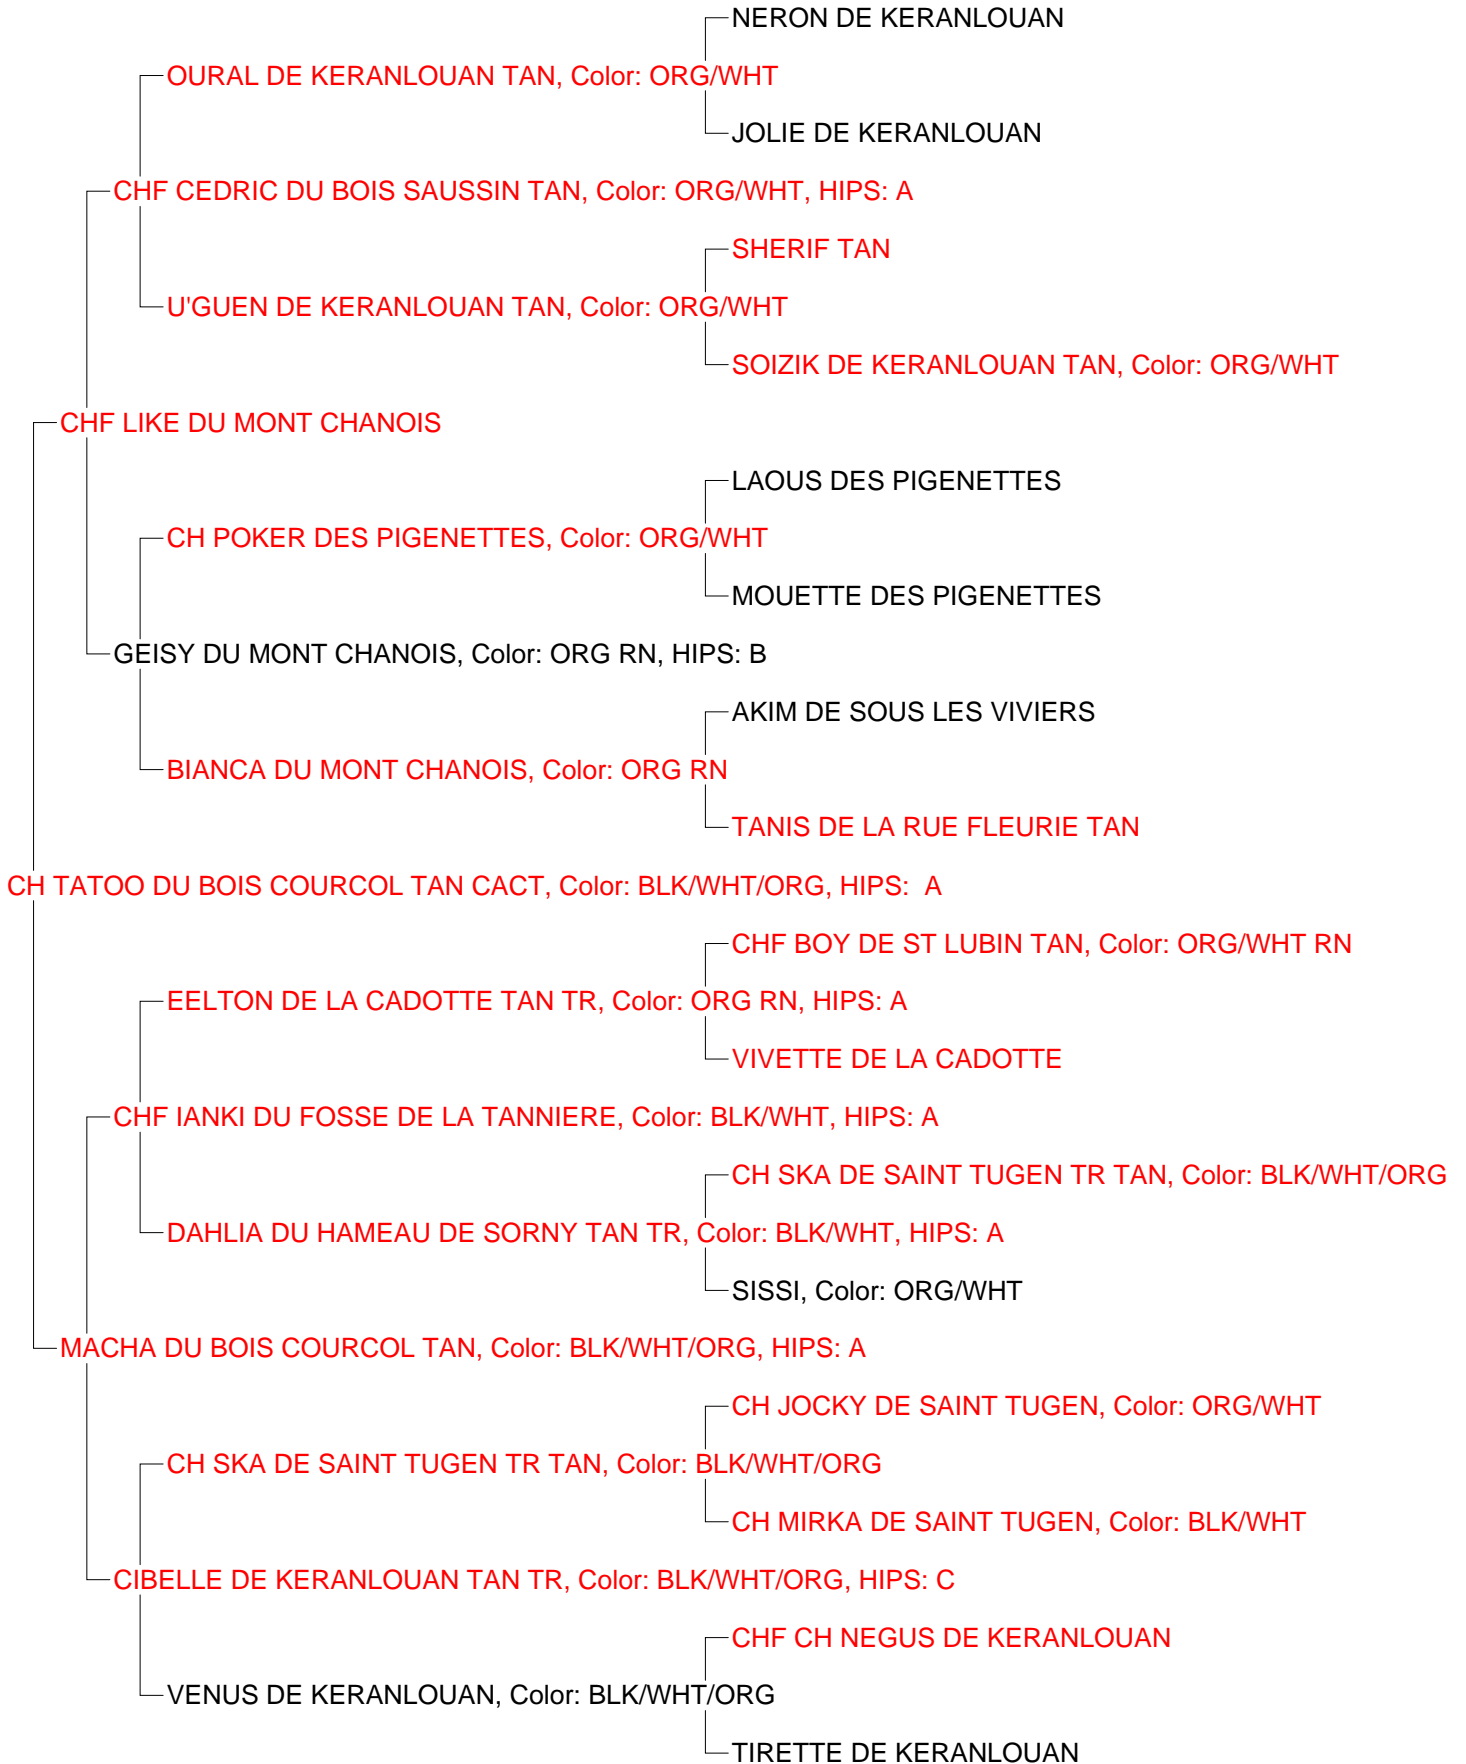 NERON DE KERANLOUAN
OURAL DE KERANLOUAN TAN, Color: ORG/WHT
JOLIE DE KERANLOUAN
CHF CEDRIC DU BOIS SAUSSIN TAN, Color: ORG/WHT, HIPS: A
SHERIF TAN
U'GUEN DE KERANLOUAN TAN, Color: ORG/WHT
SOIZIK DE KERANLOUAN TAN, Color: ORG/WHT
CHF LIKE DU MONT CHANOIS
LAOUS DES PIGENETTES
CH POKER DES PIGENETTES, Color: ORG/WHT
MOUETTE DES PIGENETTES
GEISY DU MONT CHANOIS, Color: ORG RN, HIPS: B
AKIM DE SOUS LES VIVIERS
BIANCA DU MONT CHANOIS, Color: ORG RN
TANIS DE LA RUE FLEURIE TAN
CH TATOO DU BOIS COURCOL TAN CACT, Color: BLK/WHT/ORG, HIPS:  A
CHF BOY DE ST LUBIN TAN, Color: ORG/WHT RN
EELTON DE LA CADOTTE TAN TR, Color: ORG RN, HIPS: A
VIVETTE DE LA CADOTTE
CHF IANKI DU FOSSE DE LA TANNIERE, Color: BLK/WHT, HIPS: A
CH SKA DE SAINT TUGEN TR TAN, Color: BLK/WHT/ORG
DAHLIA DU HAMEAU DE SORNY TAN TR, Color: BLK/WHT, HIPS: A
SISSI, Color: ORG/WHT
MACHA DU BOIS COURCOL TAN, Color: BLK/WHT/ORG, HIPS: A
CH JOCKY DE SAINT TUGEN, Color: ORG/WHT
CH SKA DE SAINT TUGEN TR TAN, Color: BLK/WHT/ORG
CH MIRKA DE SAINT TUGEN, Color: BLK/WHT
CIBELLE DE KERANLOUAN TAN TR, Color: BLK/WHT/ORG, HIPS: C
CHF CH NEGUS DE KERANLOUAN
VENUS DE KERANLOUAN, Color: BLK/WHT/ORG
TIRETTE DE KERANLOUAN